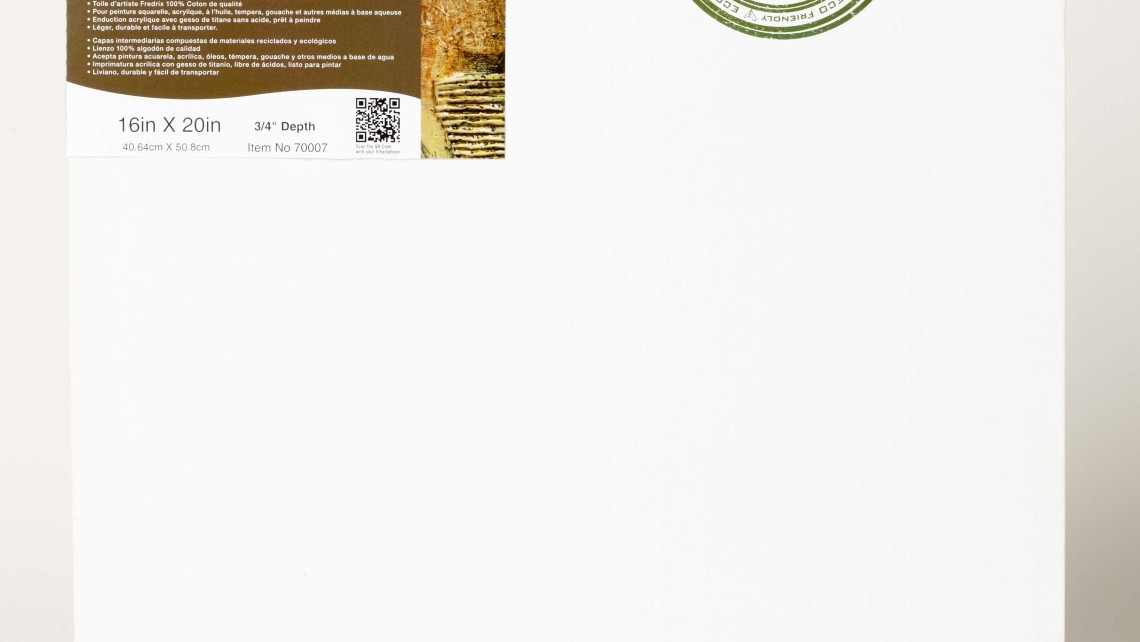 • Toile d'artiste Fredrix 100% Coton de qualité
• Pour peinture aquarelle, acrylique, à l'huile, tempera, gouache et autres médias à base aqueuse
• Enduction acrylique avec gesso de titane sans acide, prêt à peindre
• Léger, durable et facile à transporter.
• Capas intermediarias compuestas de materiales reciclados y ecológicos
• Lienzo 100% algodón de calidad
• Acepta pintura acuarela, acrílica, óleos, témpera, gouache y otros medios a base de agua
• Imprimatura acrílica con gesso de titanio, libre de ácidos, listo para pintar
• Liviano, durable y fácil de transportar
16in X 20in
3/4" Depth
40.64cm X 50.8cm
Item No 70007
Scan the QR Code
with your Smartphone
ECO FRIENDLY